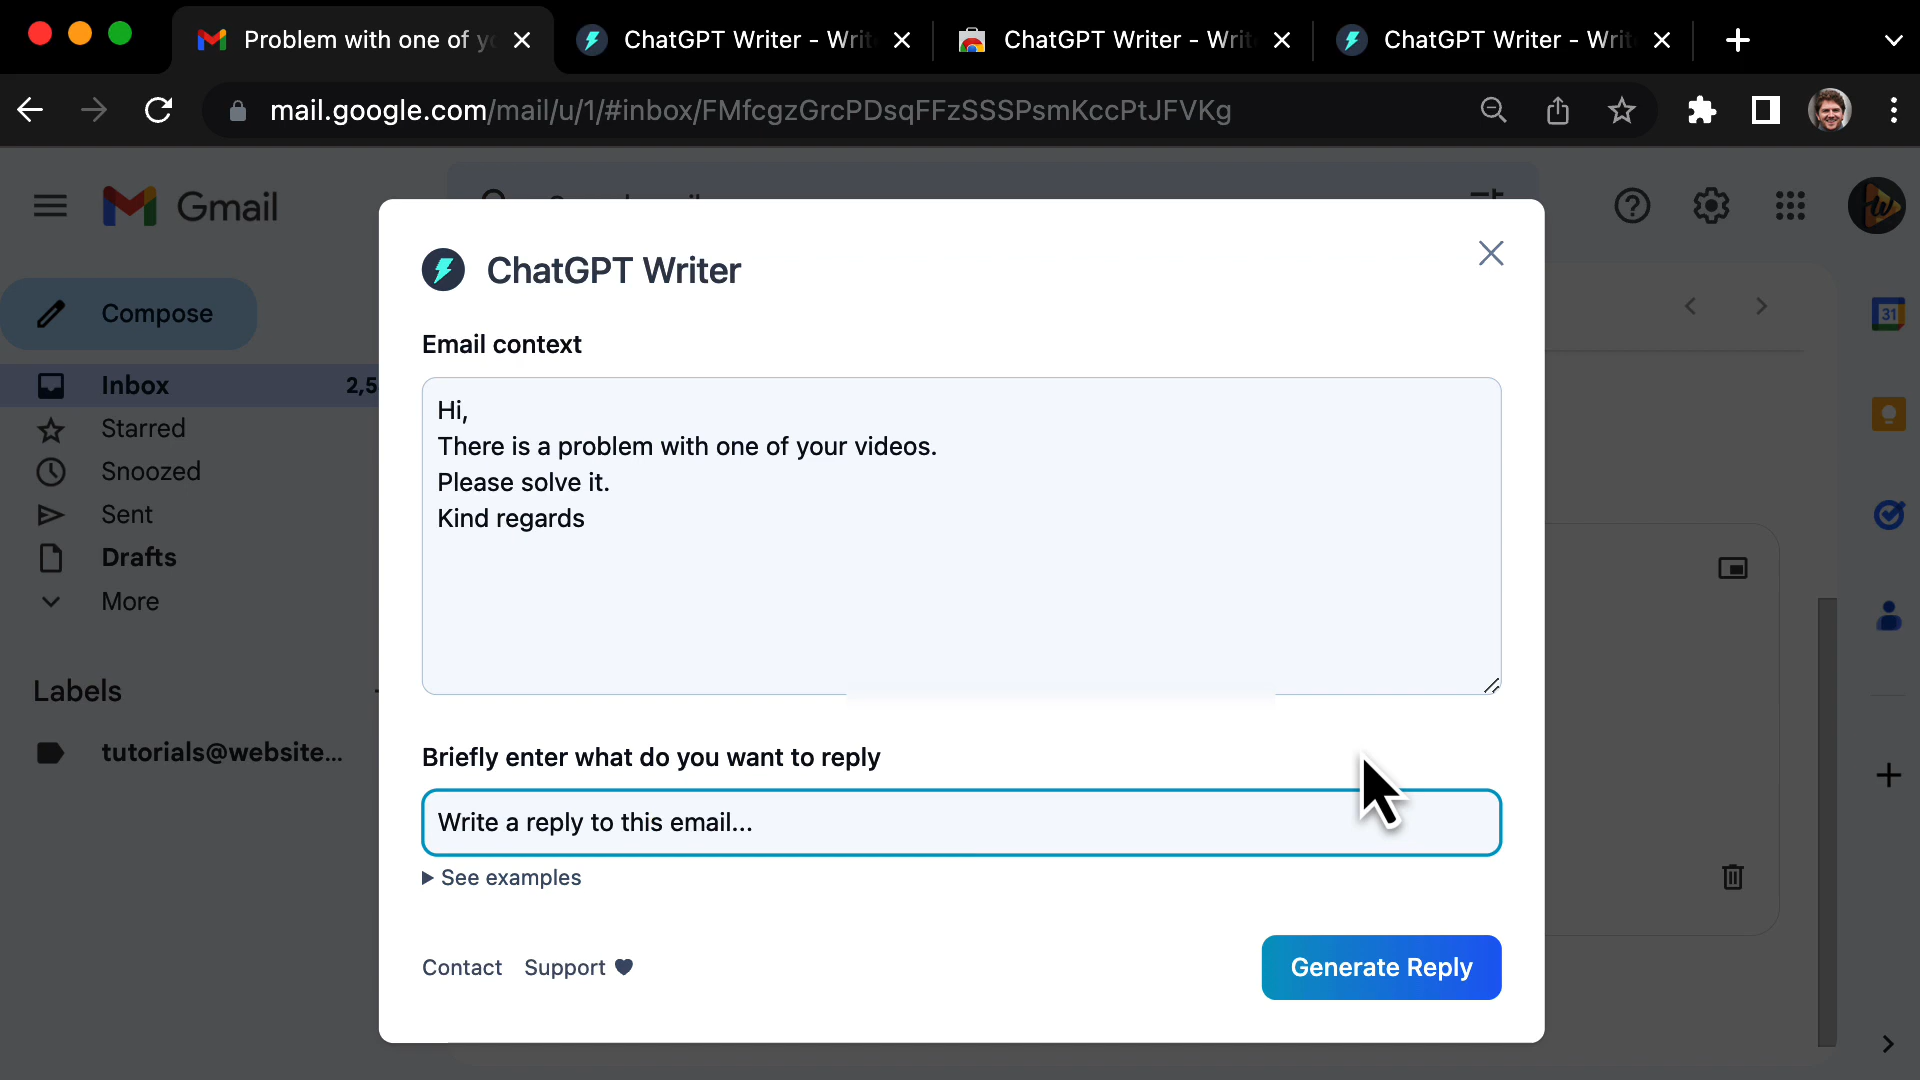 Problem with one of y
ChatGPT Writer - Writ
ChatGPT Writer - Writ
ChatGPT Writer - Writ
mail.google.com/mail/u/1/#inbox/FMfcgzGrcPDsqFFzSSSPsmKccPtJFVKg
Gmail
Compose
Inbox 2,5
Starred
Snoozed
Sent
Drafts
More
Labels
tutorials@website...
31
ChatGPT Writer
Email context
Hi,
There is a problem with one of your videos.
Please solve it.
Kind regards
Briefly enter what do you want to reply
Write a reply to this email...
See examples
Contact Support
Generate Reply